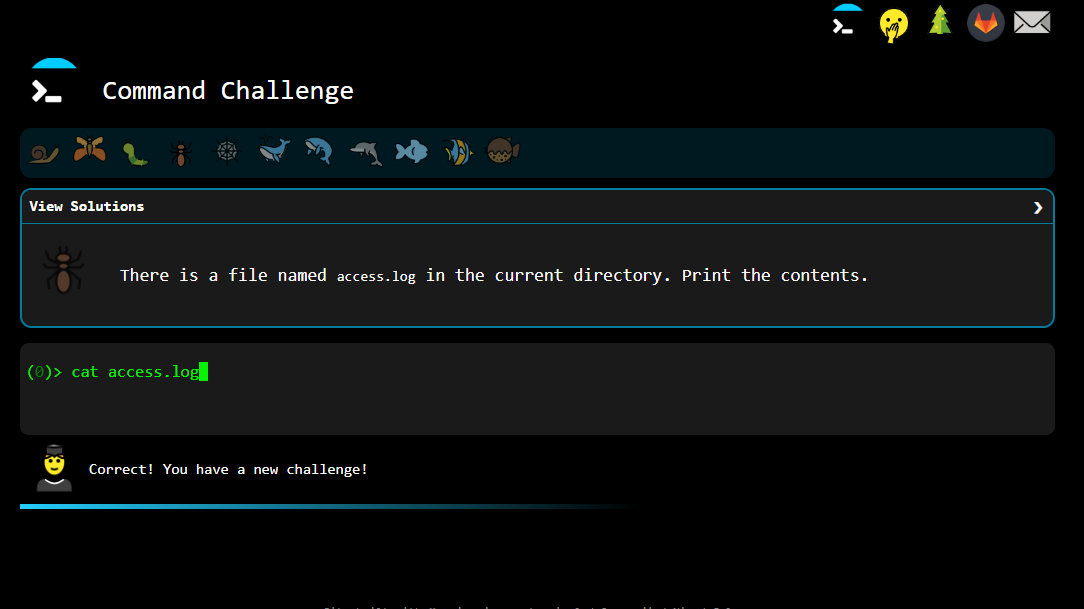 Command Challenge
View Solutions
There is a file named access.log in the current directory. Print the contents.
(0)> cat access.log
Correct! You have a new challenge!